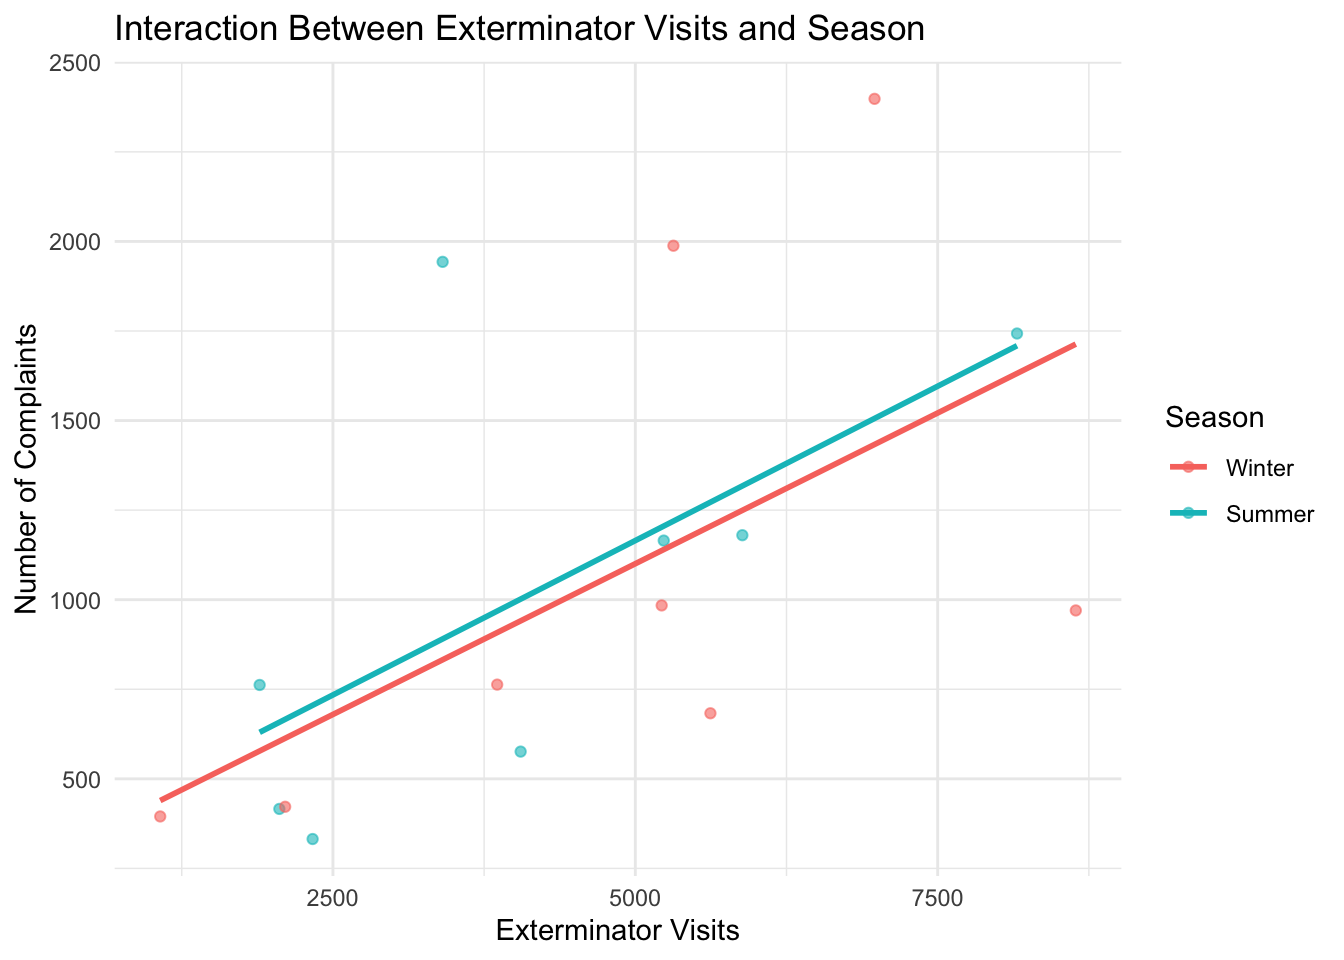 Interaction Between Exterminator Visits and Season
2500
2000
1500
1000
500
Number of Complaints
2500 5000 7500
Exterminator Visits
Season
Winter
Summer